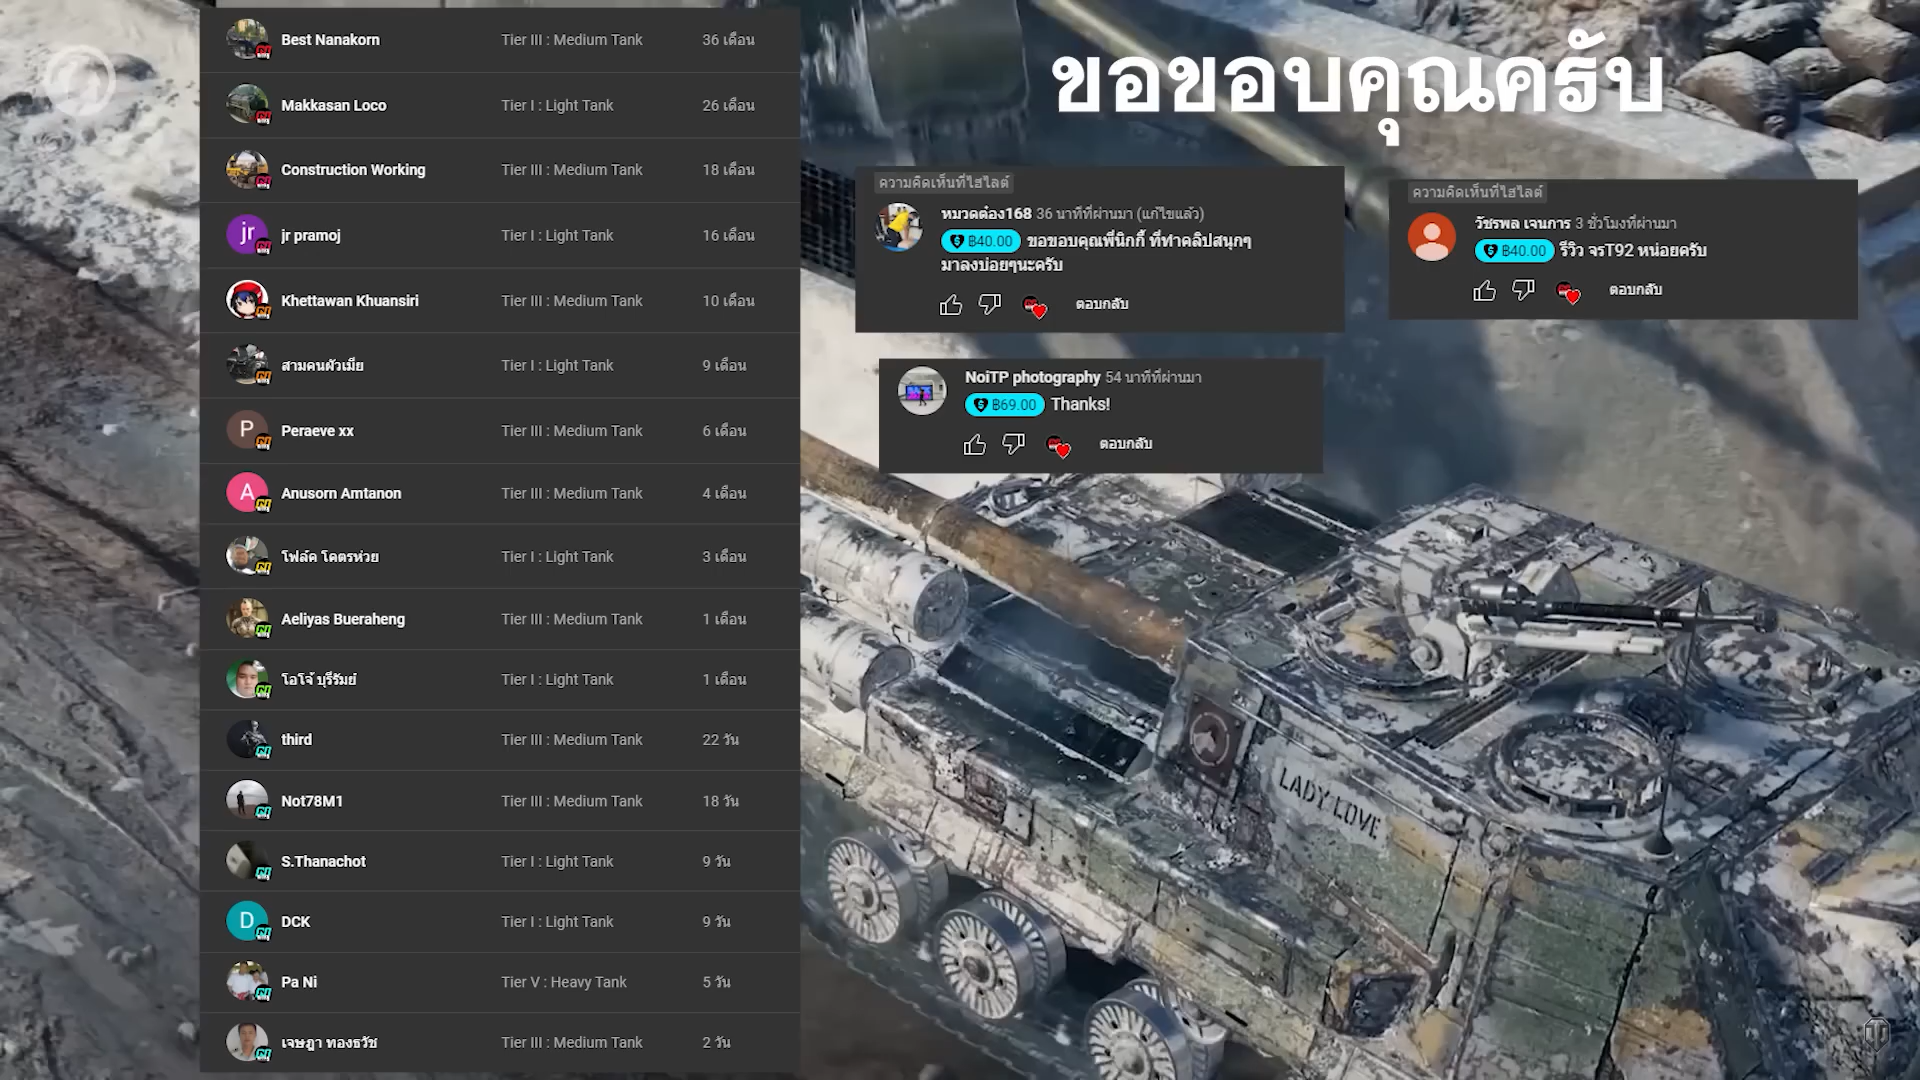 Best Nanakorn Tier III : Medium Tank 36 เดือน
Makkasan Loco Tier I : Light Tank 26 เดือน
Construction Working Tier III : Medium Tank 18 เดือน
jr jr pramoj Tier I : Light Tank 16 เดือน
Khettawan Khuansiri Tier III : Medium Tank 10 เดือน
สามคนผัวเมีย Tier I : Light Tank 9 เดือน
P Peraeve xx Tier III : Medium Tank 6 เดือน
A Anusorn Amtanon Tier III : Medium Tank 4 เดือน
โฟล์ค โคตรห่วย Tier I : Light Tank 3 เดือน
Aeliyas Bueraheng Tier III : Medium Tank 1 เดือน
โอโจ้ บุรีรัมย์ Tier I : Light Tank 1 เดือน
third Tier III : Medium Tank 22 วัน
Not78M1 Tier III : Medium Tank 18 วัน
S.Thanachot Tier I : Light Tank 9 วัน
D DCK Tier I : Light Tank 9 วัน
Pa Ni Tier V : Heavy Tank 5 วัน
เจษฎา ทองธวัช Tier III : Medium Tank 2 วัน
ขอขอบคุณครับ
ความคิดเห็นที่ไฮไลต์
หมวดต๋อง168 36 นาทีที่ผ่านมา (แก้ไขแล้ว)
฿40.00 ขอขอบคุณพี่นิกกี้ ที่ทำคลิปสนุกๆ
มาลงบ่อยๆนะครับ
ตอบกลับ
ความคิดเห็นที่ไฮไลต์
วัชรพล เจนการ 3 ชั่วโมงที่ผ่านมา
฿40.00 รีวิว จรT92 หน่อยครับ
ตอบกลับ
NoiTP photography 54 นาทีที่ผ่านมา
฿69.00 Thanks!
ตอบกลับ
LADY LOVE